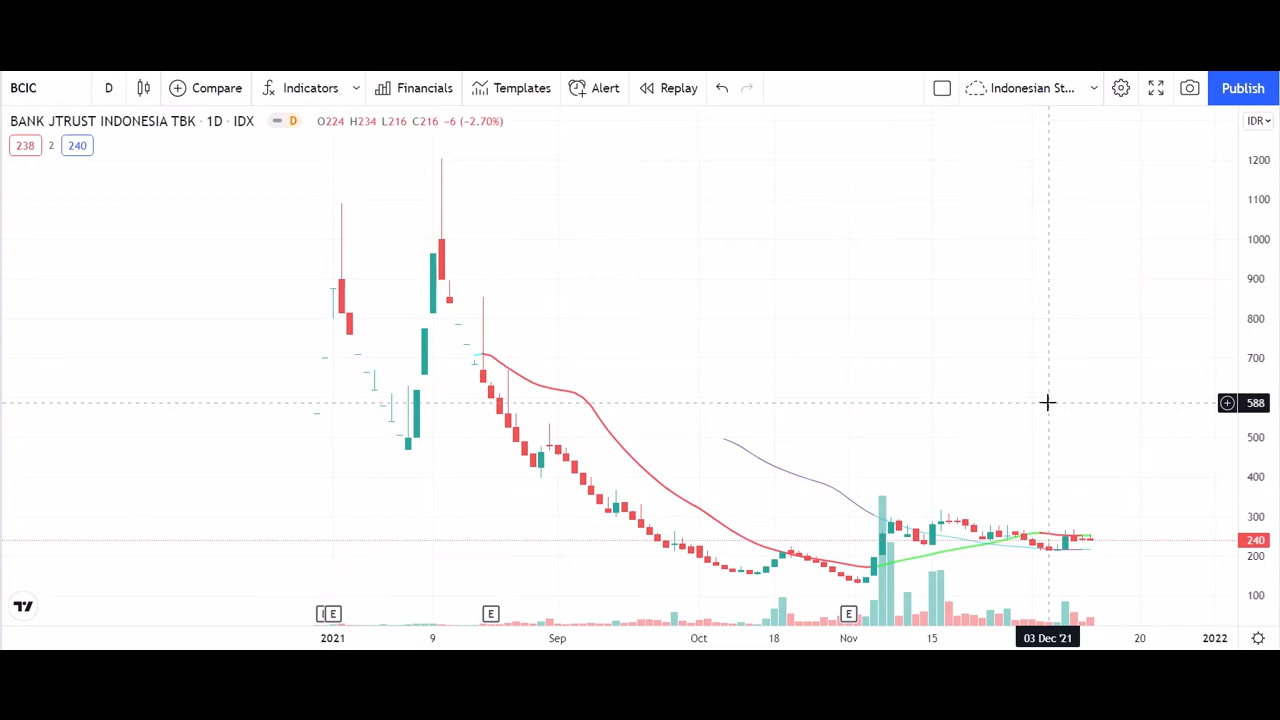 BCIC D Compare Indicators Financials Templates Alert Replay Indonesian St... Publish
BANK JTRUST INDONESIA TBK · 1D · IDX D O224 H234 L216 C216 -6 (-2.70%) IDR
238 2 240
1200
1100
1000
900
800
700
588
500
400
300
240
200
100
E E E
2021 9 Sep Oct 18 Nov 15 03 Dec '21 20 2022